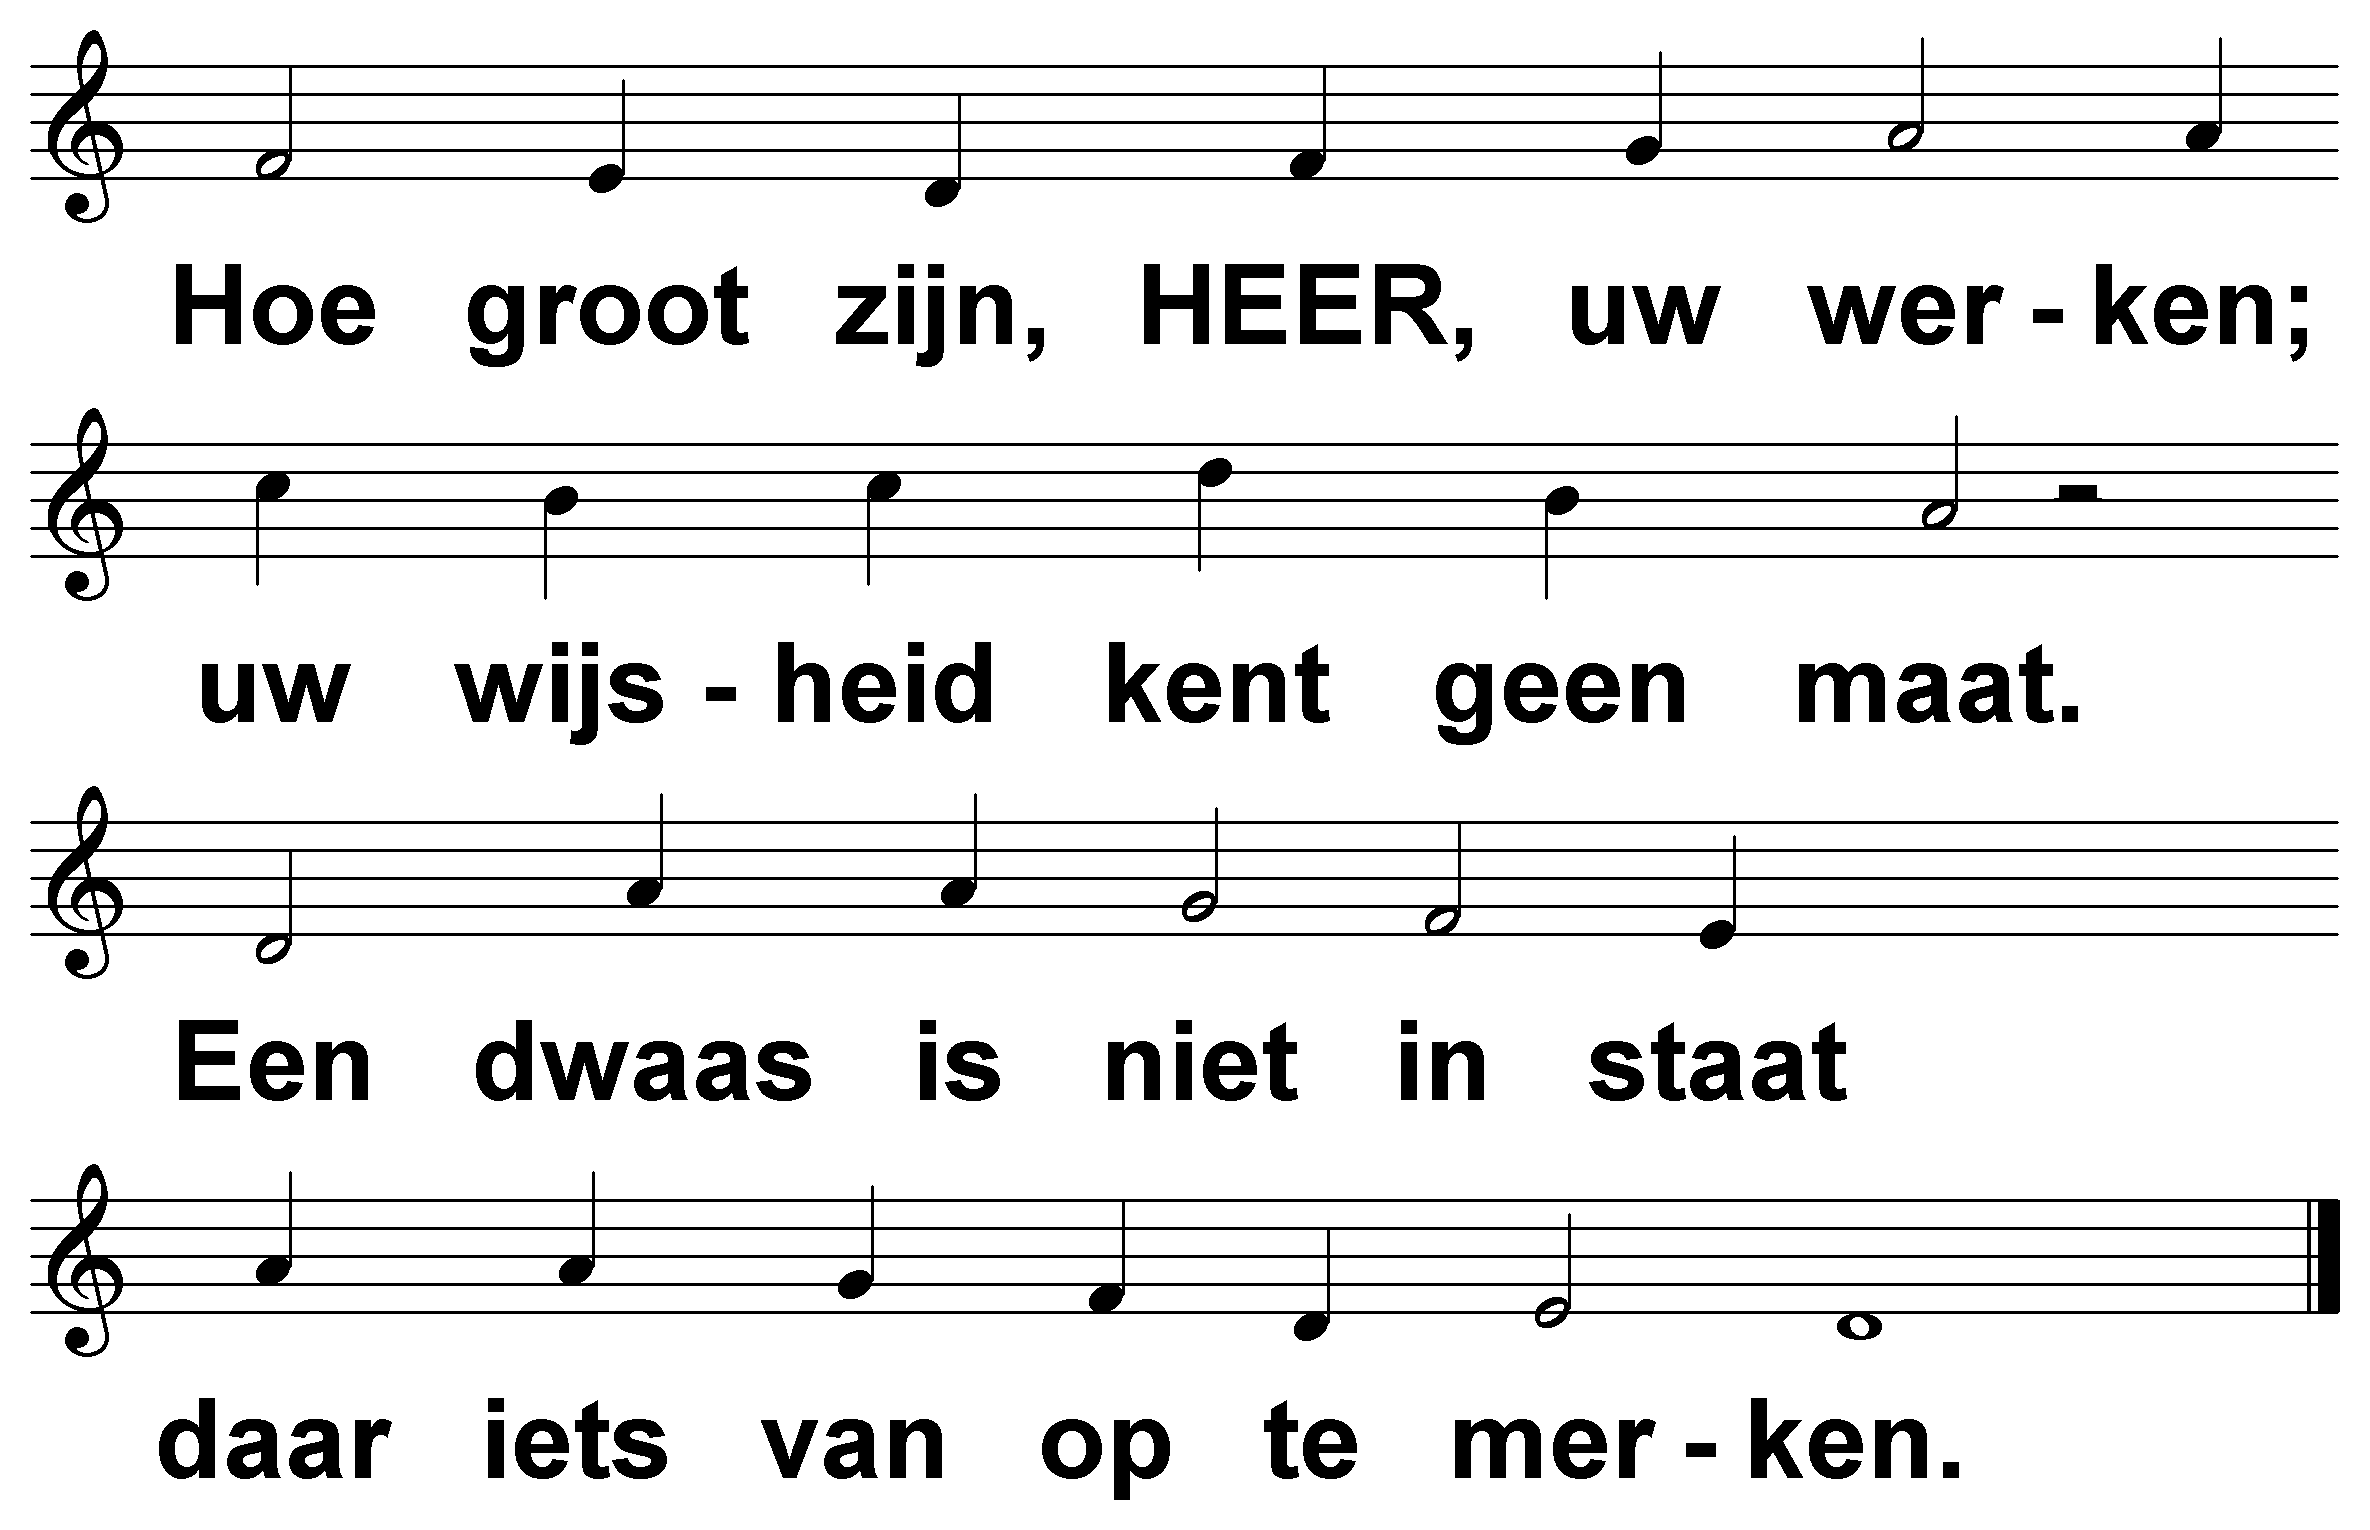 Hoe groot zijn, HEER, uw wer - ken;
uw wijs - heid kent geen maat.
Een dwaas is niet in staat
daar iets van op te mer - ken.